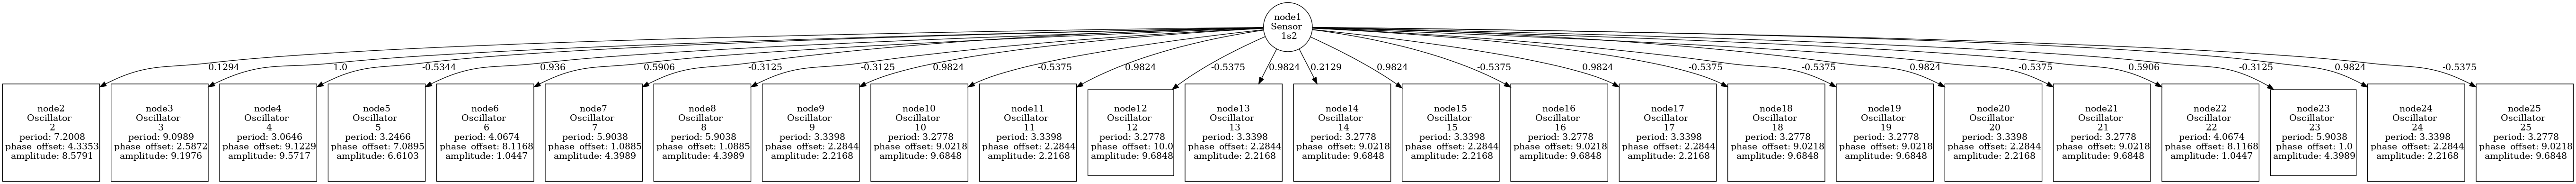 node1
Sensor
1s2
0.1294
1.0
-0.5344
0.936
0.5906
-0.3125
-0.3125
0.9824
-0.5375
0.9824
-0.5375
0.9824
0.2129
0.9824
-0.5375
0.9824
-0.5375
-0.5375
0.9824
-0.5375
0.5906
-0.3125
0.9824
-0.5375
node2
Oscillator
2
period: 7.2008
phase_offset: 4.3353
amplitude: 8.5791
node3
Oscillator
3
period: 9.0989
phase_offset: 2.5872
amplitude: 9.1976
node4
Oscillator
4
period: 3.0646
phase_offset: 9.1229
amplitude: 9.5717
node5
Oscillator
5
period: 3.2466
phase_offset: 7.0895
amplitude: 6.6103
node6
Oscillator
6
period: 4.0674
phase_offset: 8.1168
amplitude: 1.0447
node7
Oscillator
7
period: 5.9038
phase_offset: 1.0885
amplitude: 4.3989
node8
Oscillator
8
period: 5.9038
phase_offset: 1.0885
amplitude: 4.3989
node9
Oscillator
9
period: 3.3398
phase_offset: 2.2844
amplitude: 2.2168
node10
Oscillator
10
period: 3.2778
phase_offset: 9.0218
amplitude: 9.6848
node11
Oscillator
11
period: 3.3398
phase_offset: 2.2844
amplitude: 2.2168
node12
Oscillator
12
period: 3.2778
phase_offset: 10.0
amplitude: 9.6848
node13
Oscillator
13
period: 3.3398
phase_offset: 2.2844
amplitude: 2.2168
node14
Oscillator
14
period: 3.2778
phase_offset: 9.0218
amplitude: 9.6848
node15
Oscillator
15
period: 3.3398
phase_offset: 2.2844
amplitude: 2.2168
node16
Oscillator
16
period: 3.2778
phase_offset: 9.0218
amplitude: 9.6848
node17
Oscillator
17
period: 3.3398
phase_offset: 2.2844
amplitude: 2.2168
node18
Oscillator
18
period: 3.2778
phase_offset: 9.0218
amplitude: 9.6848
node19
Oscillator
19
period: 3.2778
phase_offset: 9.0218
amplitude: 9.6848
node20
Oscillator
20
period: 3.3398
phase_offset: 2.2844
amplitude: 2.2168
node21
Oscillator
21
period: 3.2778
phase_offset: 9.0218
amplitude: 9.6848
node22
Oscillator
22
period: 4.0674
phase_offset: 8.1168
amplitude: 1.0447
node23
Oscillator
23
period: 5.9038
phase_offset: 1.0
amplitude: 4.3989
node24
Oscillator
24
period: 3.3398
phase_offset: 2.2844
amplitude: 2.2168
node25
Oscillator
25
period: 3.2778
phase_offset: 9.0218
amplitude: 9.6848